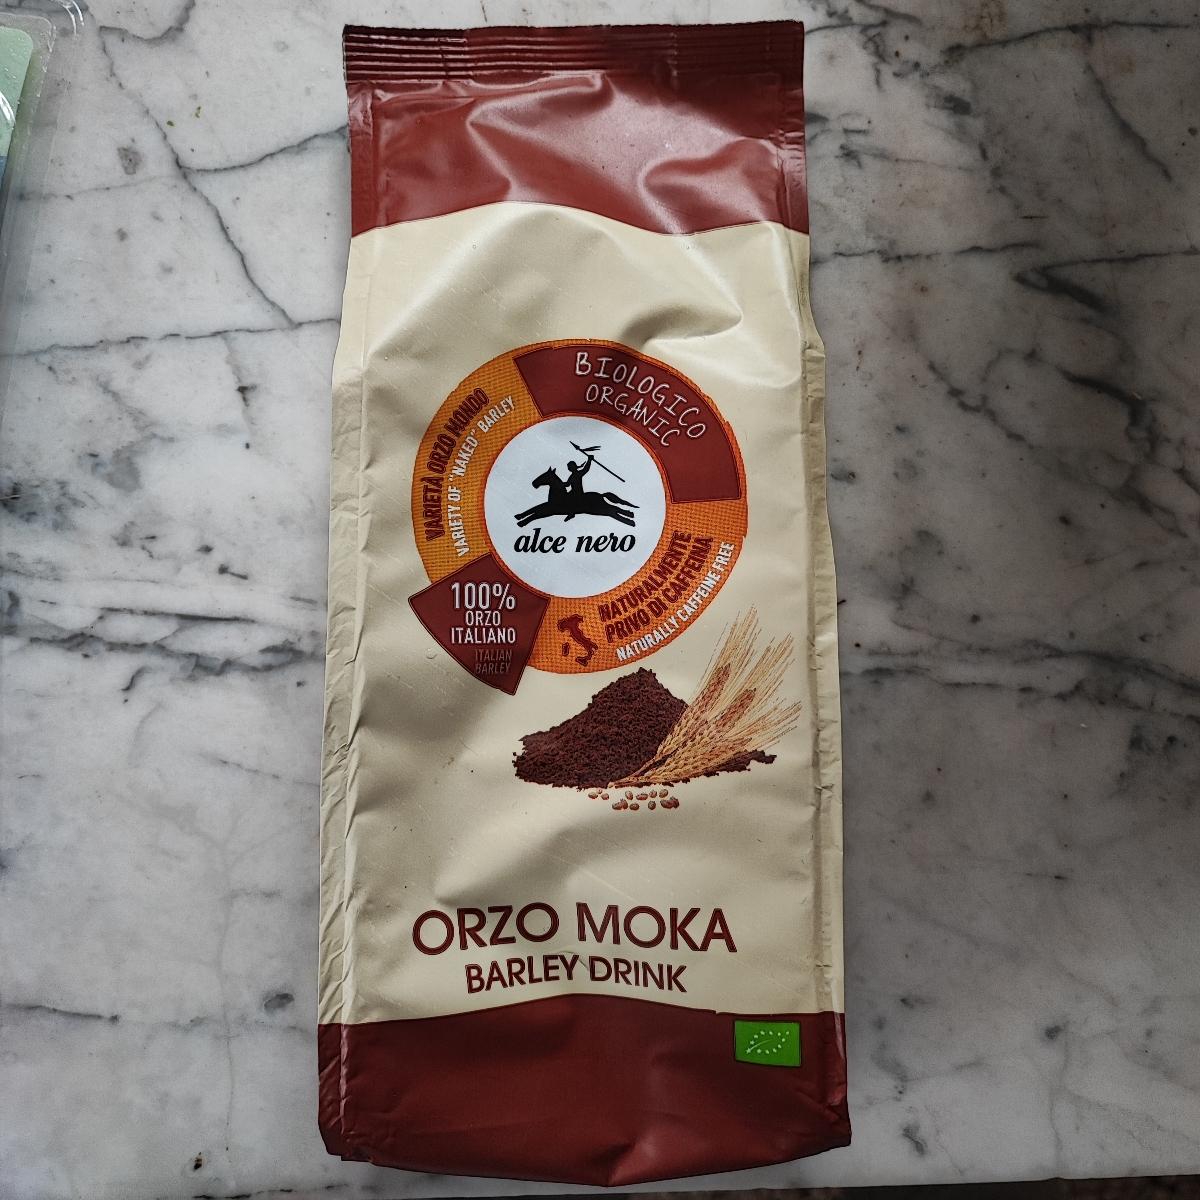 BIOLOGICO
ORGANIC
VARIETÀ ORZO MONDO
VARIETY OF "NAKED" BARLEY
alce nero
NATURALMENTE
PRIVO DI CAFFEINA
NATURALLY CAFFEINE FREE
100%
ORZO
ITALIANO
ITALIAN
BARLEY
ORZO MOKA
BARLEY DRINK